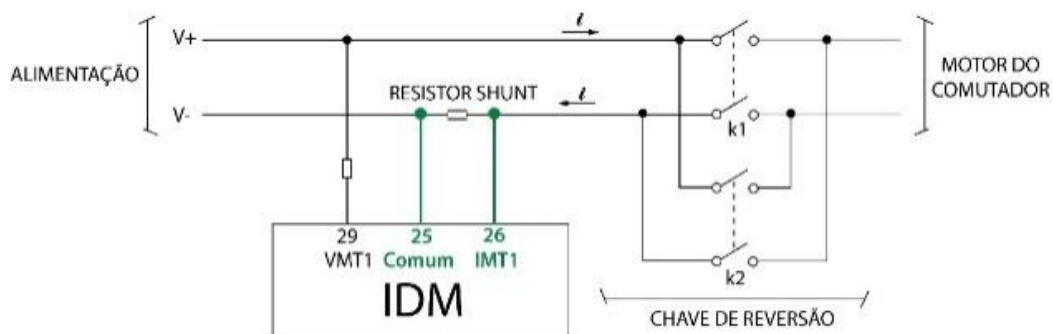 V+
i
ALIMENTAÇÃO
MOTOR DO
COMUTADOR
RESISTOR SHUNT
i
V-
k1
29
25
26
VMT1
Comum
IMT1
k2
IDM
CHAVE DE REVERSÃO